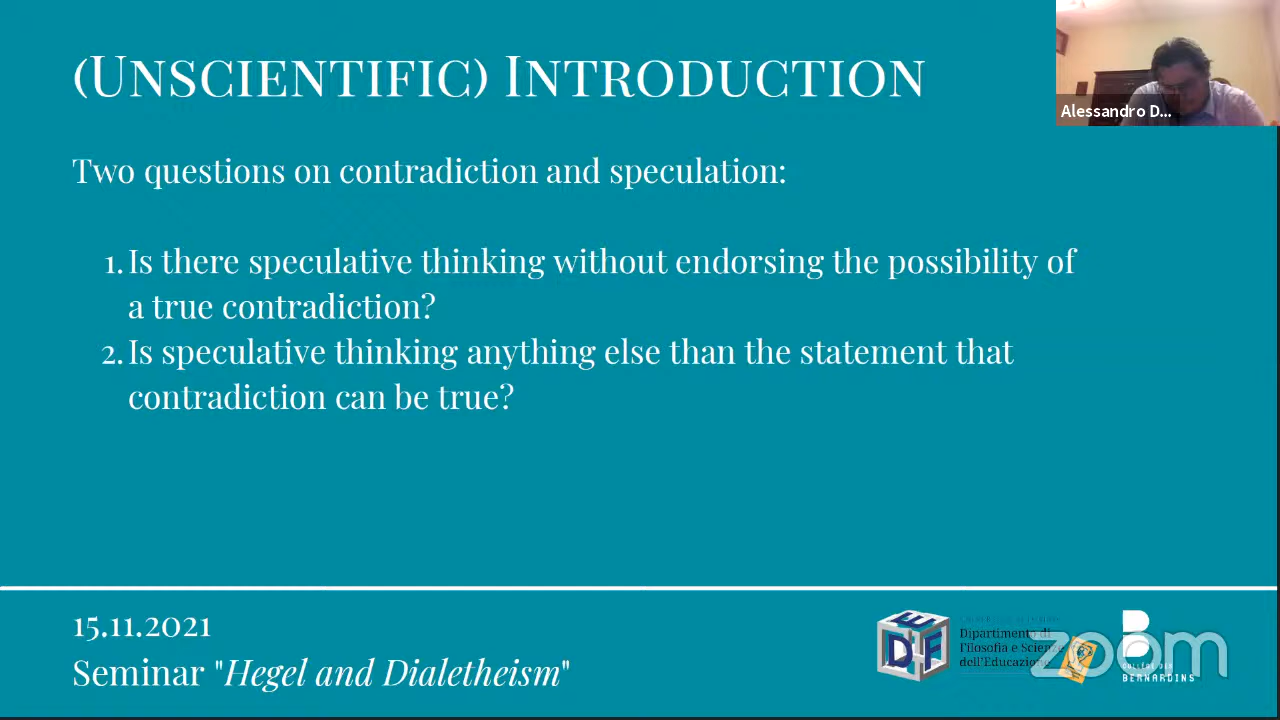 (UNSCIENTIFIC) INTRODUCTION
Alessandro D...
Two questions on contradiction and speculation:
1. Is there speculative thinking without endorsing the possibility of
a true contradiction?
2. Is speculative thinking anything else than the statement that
contradiction can be true?
15.11.2021
Seminar "Hegel and Dialetheism"
Dipartimento di
Filosofia e Scienze
dell'Educazione
zoom
BERNARDINS